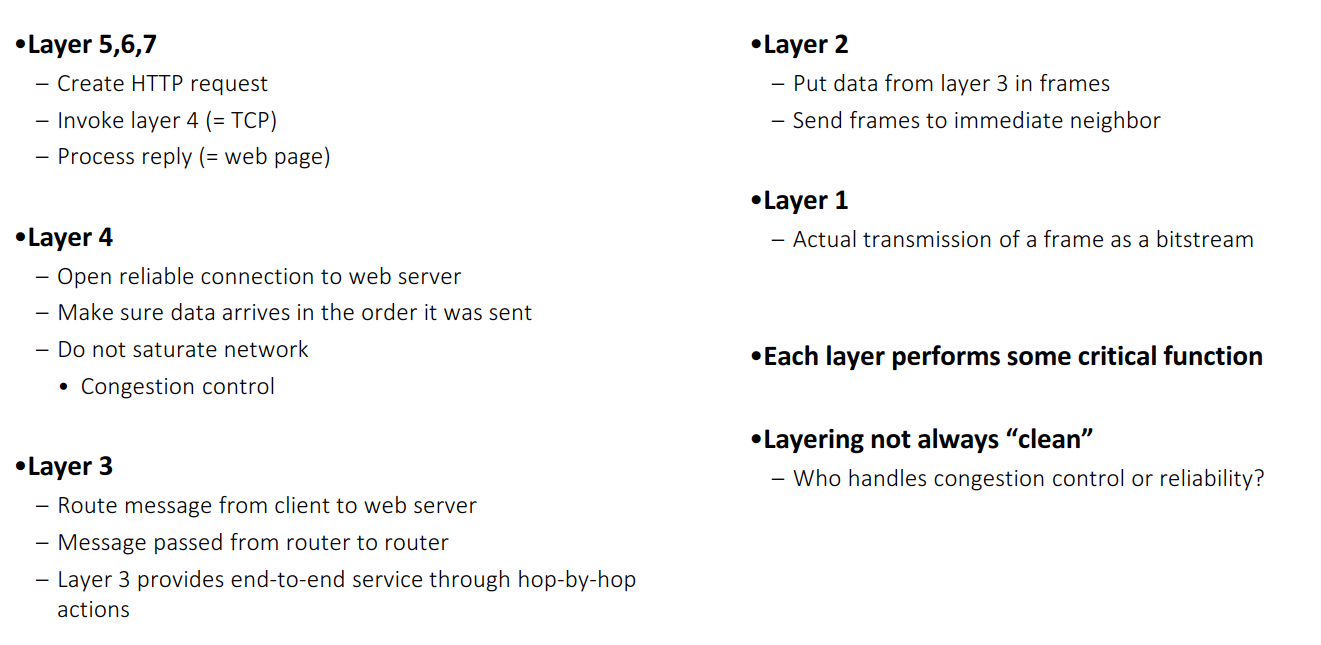 •Layer 5,6,7
– Create HTTP request
– Invoke layer 4 (= TCP)
– Process reply (= web page)
•Layer 4
– Open reliable connection to web server
– Make sure data arrives in the order it was sent
– Do not saturate network
• Congestion control
•Layer 3
– Route message from client to web server
– Message passed from router to router
– Layer 3 provides end-to-end service through hop-by-hop
actions
•Layer 2
– Put data from layer 3 in frames
– Send frames to immediate neighbor
•Layer 1
– Actual transmission of a frame as a bitstream
•Each layer performs some critical function
•Layering not always “clean”
– Who handles congestion control or reliability?